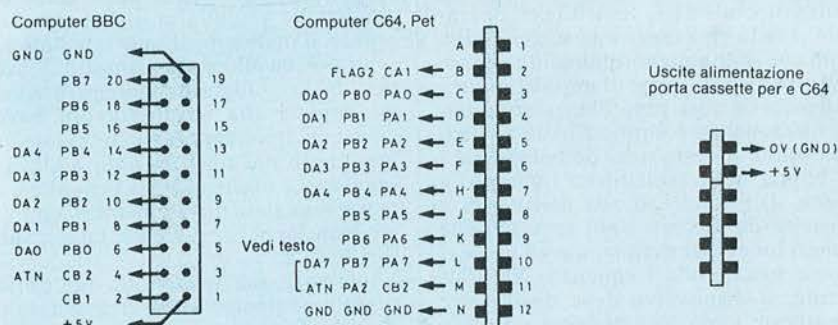 Computer BBC
GND GND
PB7 20 19
PB6 18 17
PB5 16 15
DA4 PB4 14 13
DA3 PB3 12 11
DA2 PB2 10 9
DA1 PB1 8 7
DA0 PB0 6 5
ATN CB2 4 3
CB1 2 1
+5V
Computer C64, Pet
A 1
FLAG2 CA1 B 2
DA0 PB0 PA0 C 3
DA1 PB1 PA1 D 4
DA2 PB2 PA2 E 5
DA3 PB3 PA3 F 6
DA4 PB4 PA4 H 7
PB5 PA5 J 8
PB6 PA6 K 9
Vedi testo
DA7 PB7 PA7 L 10
ATN PA2 CB2 M 11
GND GND GND N 12
Uscite alimentazione
porta cassette per e C64
0V (GND)
+5V